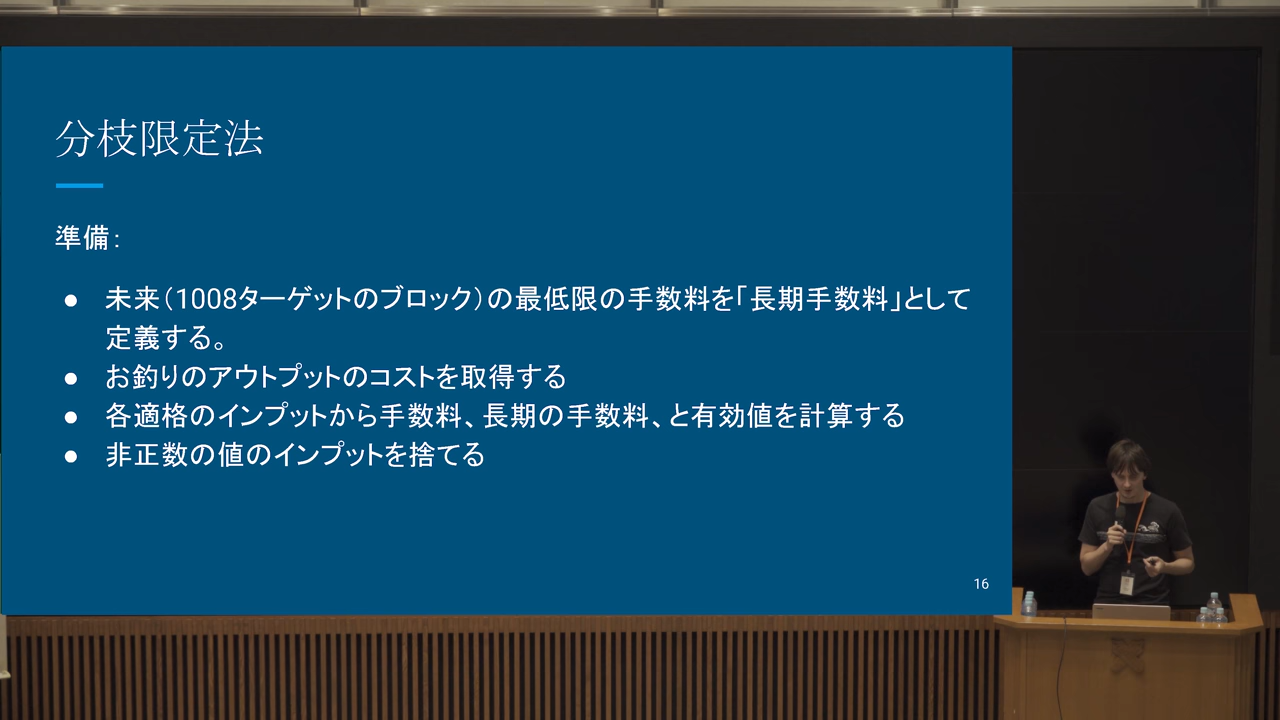 分枝限定法
準備：
● 未来（1008ターゲットのブロック）の最低限の手数料を「長期手数料」として
定義する。
● お釣りのアウトプットのコストを取得する
● 各適格のインプットから手数料、長期の手数料、と有効値を計算する
● 非正数の値のインプットを捨てる
16